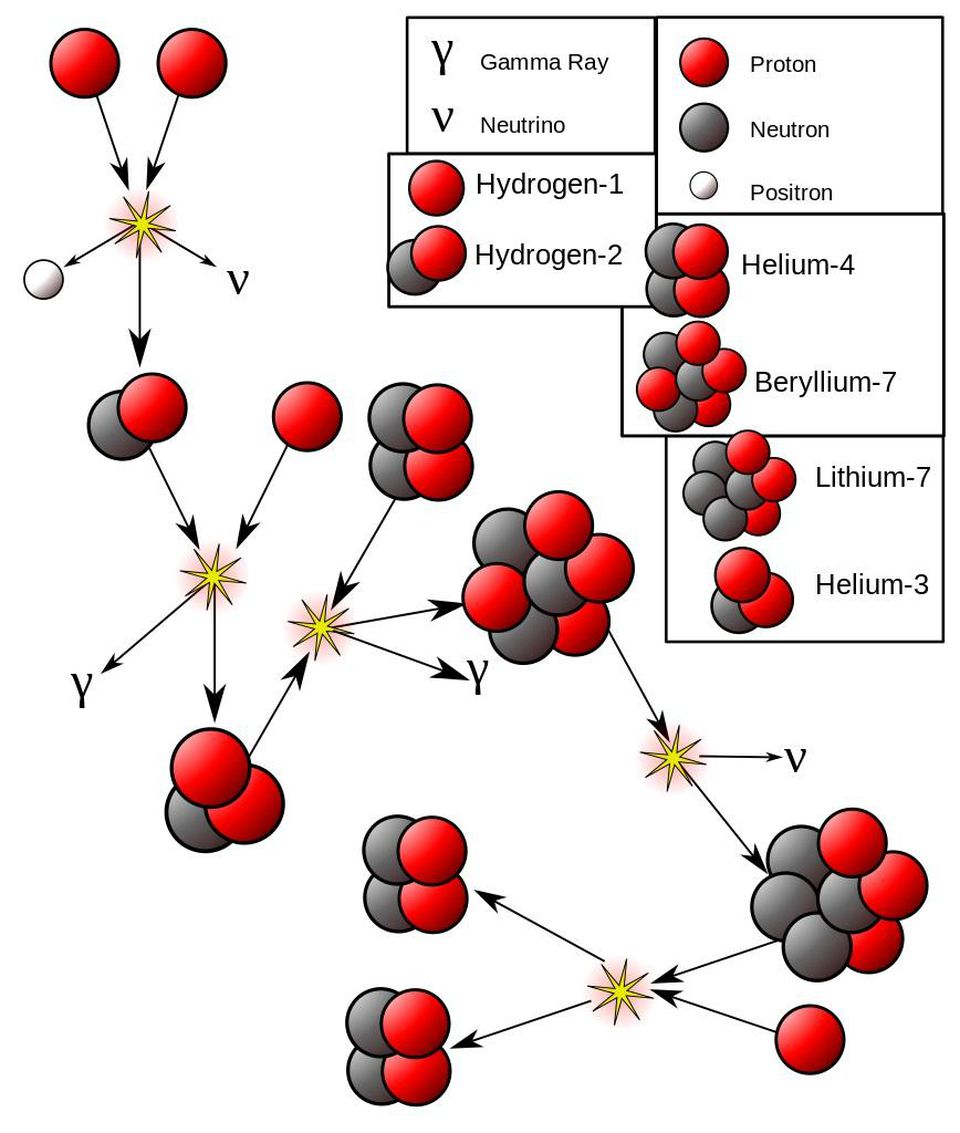 γ Gamma Ray
ν Neutrino
Proton
Neutron
Positron
Hydrogen-1
Hydrogen-2
Helium-4
Beryllium-7
Lithium-7
Helium-3
ν
γ
γ
ν